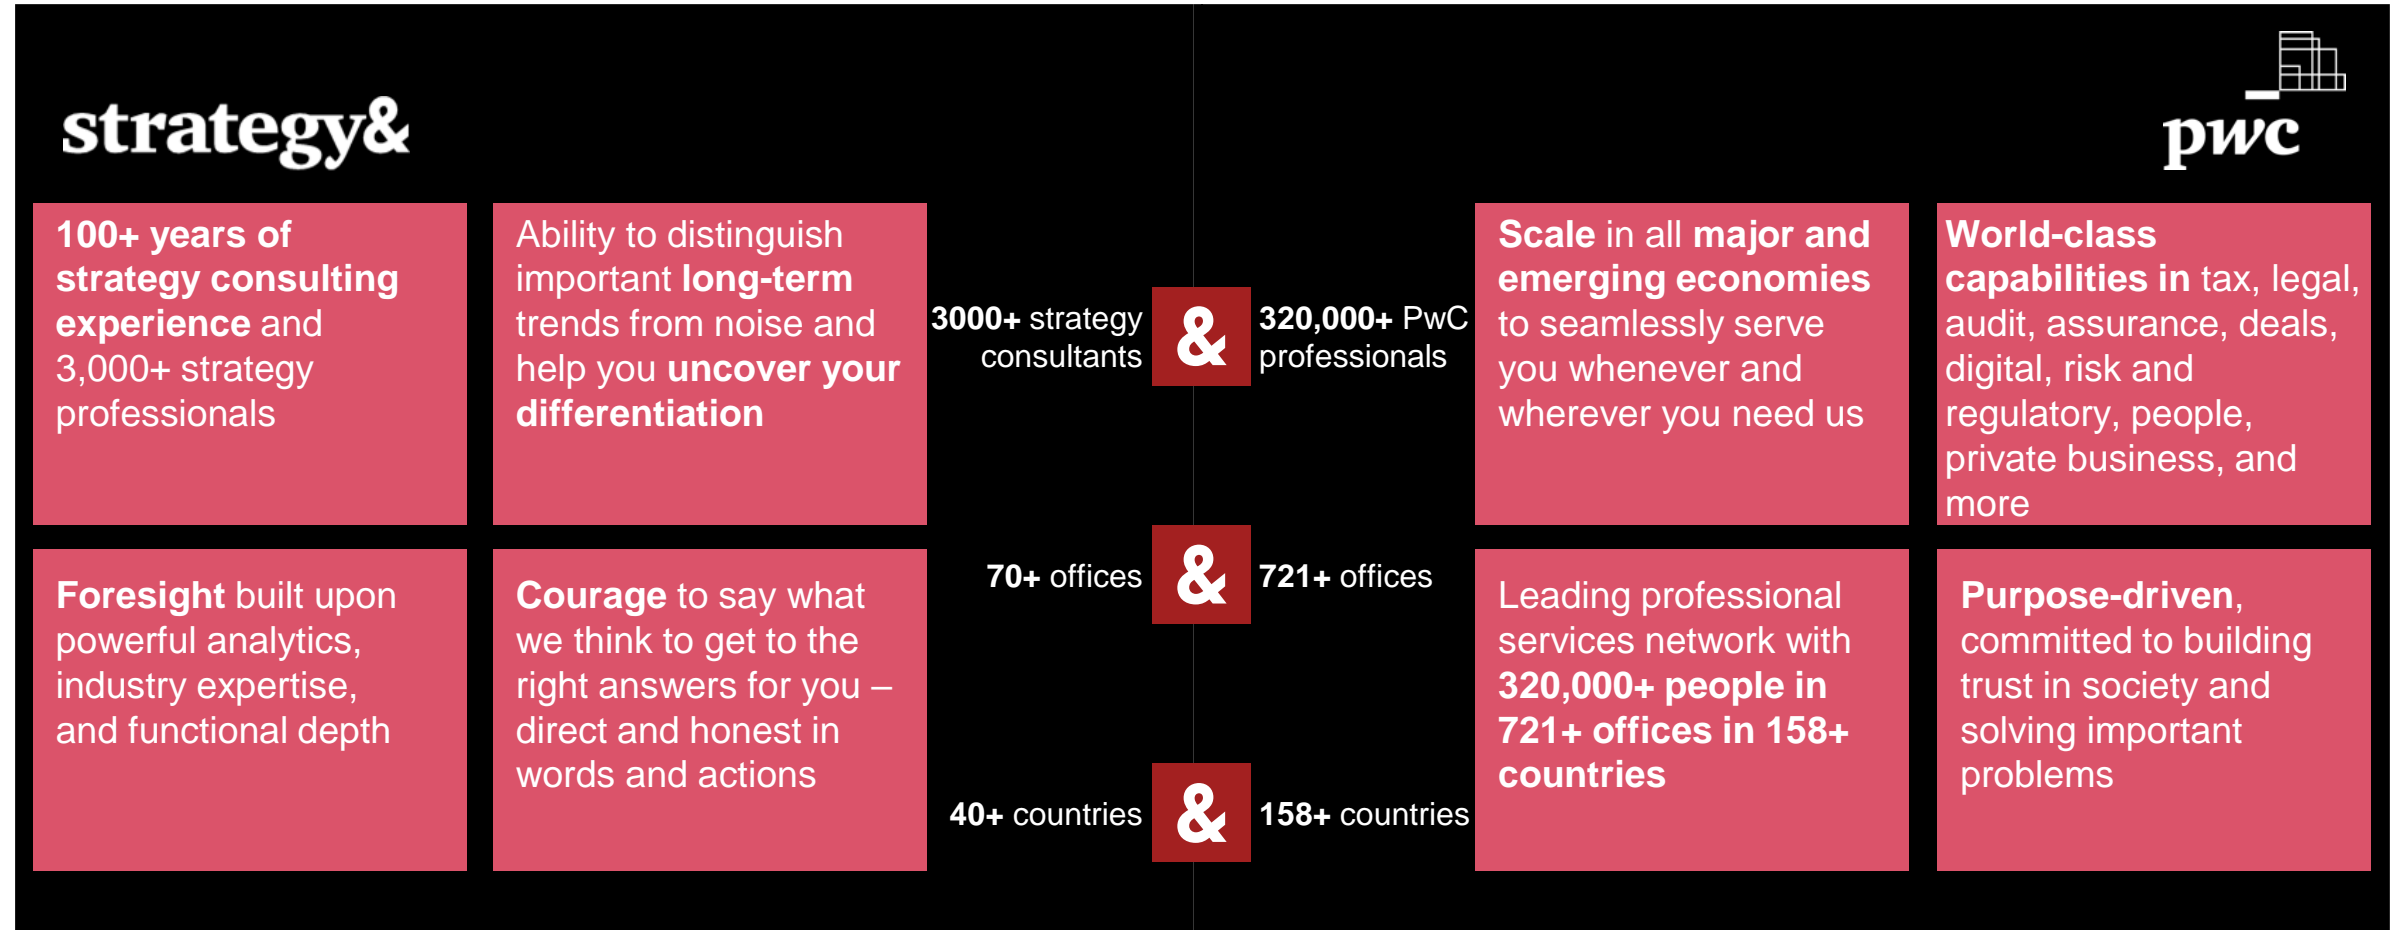 strategy&
pwc
100+ years of
strategy consulting
experience and
3,000+ strategy
professionals
Ability to distinguish
important long-term
trends from noise and
help you uncover your
differentiation
3000+ strategy
consultants
&
320,000+ PwC
professionals
Scale in all major and
emerging economies
to seamlessly serve
you whenever and
wherever you need us
World-class
capabilities in tax, legal,
audit, assurance, deals,
digital, risk and
regulatory, people,
private business, and
more
Foresight built upon
powerful analytics,
industry expertise,
and functional depth
Courage to say what
we think to get to the
right answers for you –
direct and honest in
words and actions
70+ offices
&
721+ offices
40+ countries
&
158+ countries
Leading professional
services network with
320,000+ people in
721+ offices in 158+
countries
Purpose-driven,
committed to building
trust in society and
solving important
problems